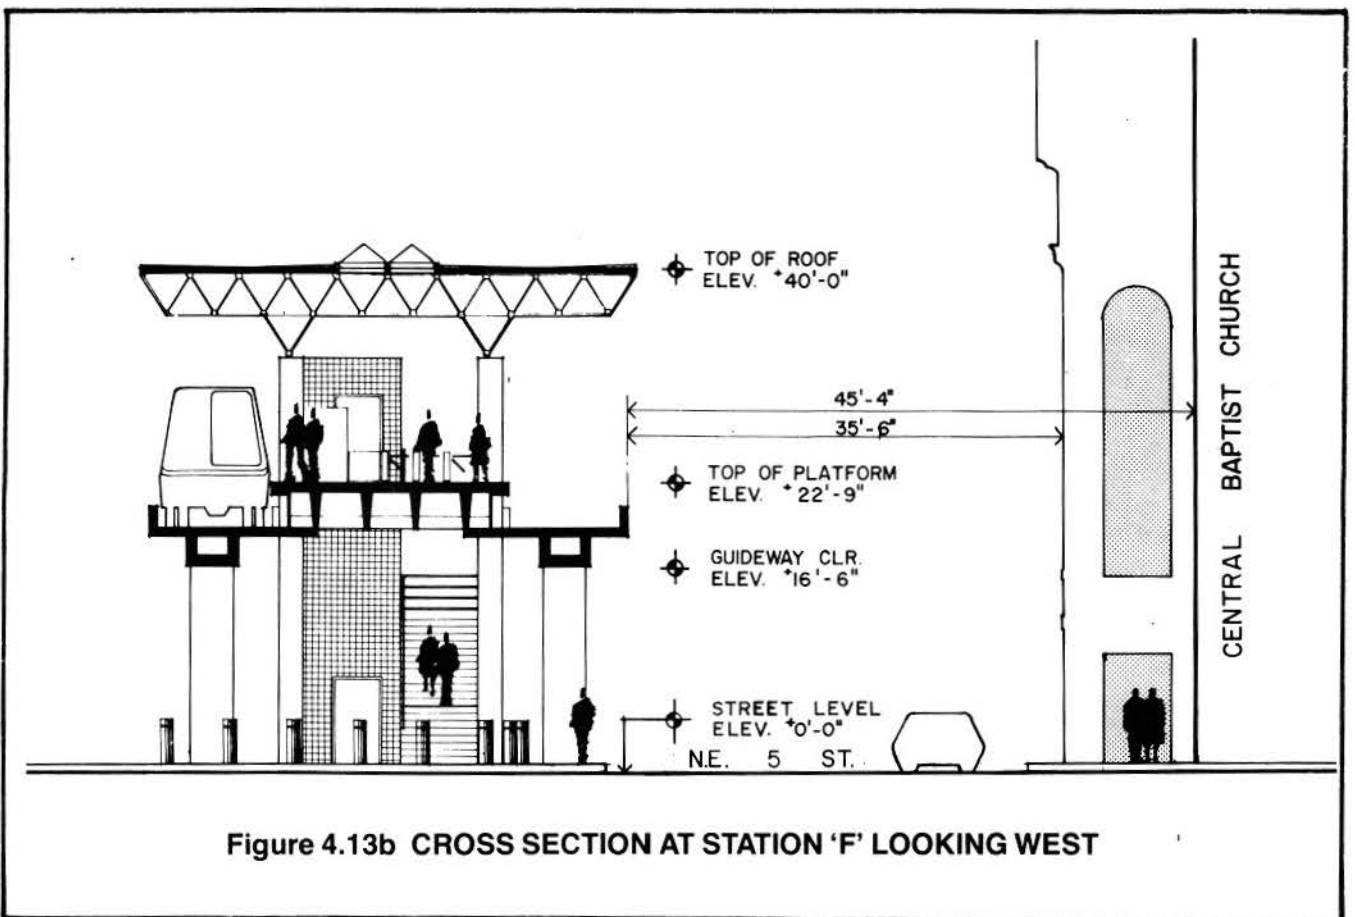 TOP OF ROOF
ELEV. +40'-0"
45'-4"
35'-6"
TOP OF PLATFORM
ELEV. +22'-9"
GUIDEWAY CLR.
ELEV. +16'-6"
STREET LEVEL
ELEV. +0'-0"
N.E. 5 ST.
CENTRAL BAPTIST CHURCH
Figure 4.13b CROSS SECTION AT STATION ‘F’ LOOKING WEST